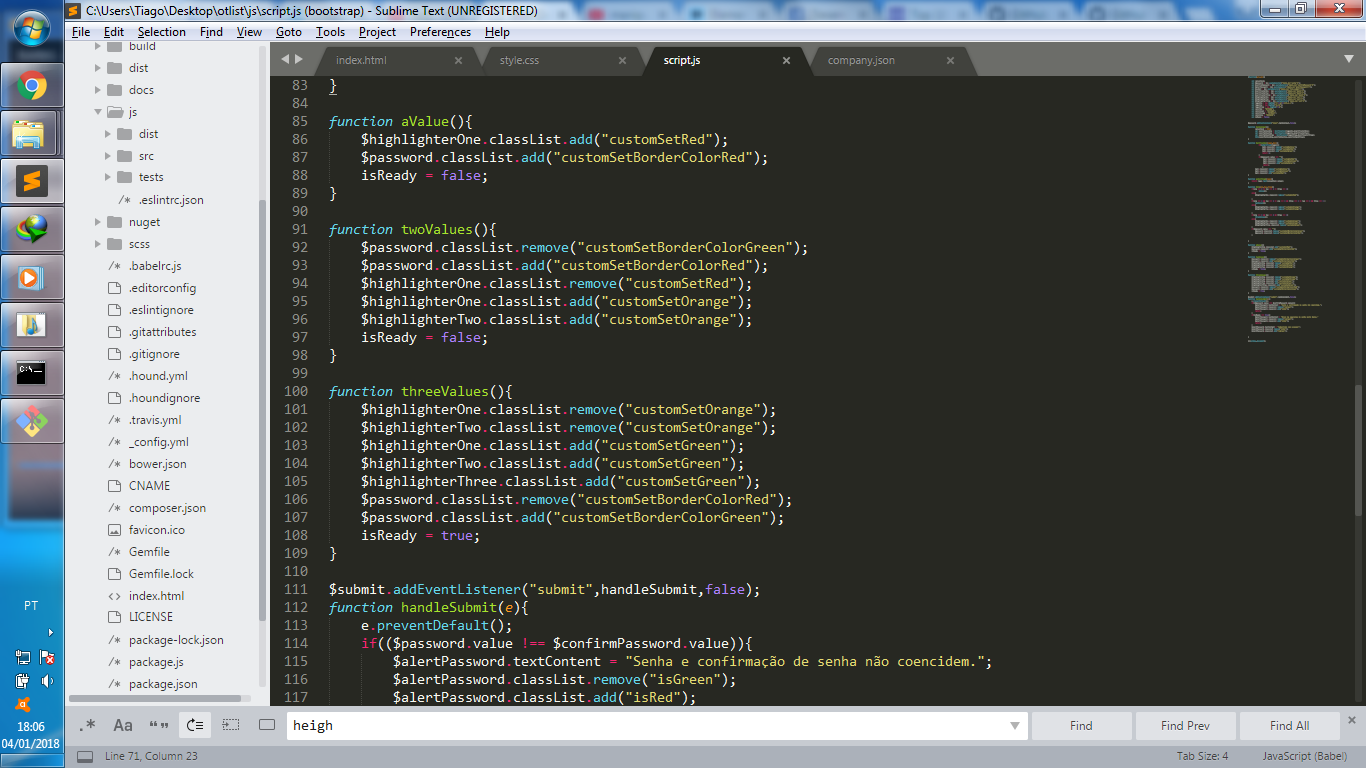 C:\Users\Tiago\Desktop\otlist\js\script.js (bootstrap) - Sublime Text (UNREGISTERED)
File Edit Selection Find View Goto Tools Project Preferences Help
build
dist
docs
js
dist
src
tests
/* .eslintrc.json
nuget
scss
/* .babelrc.js
.editorconfig
.eslintignore
.gitattributes
.gitignore
/* .hound.yml
.houndignore
/* .travis.yml
/* _config.yml
/* bower.json
CNAME
/* composer.json
favicon.ico
/* Gemfile
Gemfile.lock
<> index.html
LICENSE
/* package-lock.json
/* package.js
/* package.json
index.html style.css script.js company.json
83 }
84
85 function aValue(){
86 $highlighterOne.classList.add("customSetRed");
87 $password.classList.add("customSetBorderColorRed");
88 isReady = false;
89 }
90
91 function twoValues(){
92 $password.classList.remove("customSetBorderColorGreen");
93 $password.classList.add("customSetBorderColorRed");
94 $highlighterOne.classList.remove("customSetRed");
95 $highlighterOne.classList.add("customSetOrange");
96 $highlighterTwo.classList.add("customSetOrange");
97 isReady = false;
98 }
99
100 function threeValues(){
101 $highlighterOne.classList.remove("customSetOrange");
102 $highlighterTwo.classList.remove("customSetOrange");
103 $highlighterOne.classList.add("customSetGreen");
104 $highlighterTwo.classList.add("customSetGreen");
105 $highlighterThree.classList.add("customSetGreen");
106 $password.classList.remove("customSetBorderColorRed");
107 $password.classList.add("customSetBorderColorGreen");
108 isReady = true;
109 }
110
111 $submit.addEventListener("submit",handleSubmit,false);
112 function handleSubmit(e){
113 e.preventDefault();
114 if(($password.value !== $confirmPassword.value)){
115 $alertPassword.textContent = "Senha e confirmação de senha não coencidem.";
116 $alertPassword.classList.remove("isGreen");
117 $alertPassword.classList.add("isRed");
.* Aa “” heigh Find Find Prev Find All
Line 71, Column 23 Tab Size: 4 JavaScript (Babel)
C:\
PT
18:06
04/01/2018